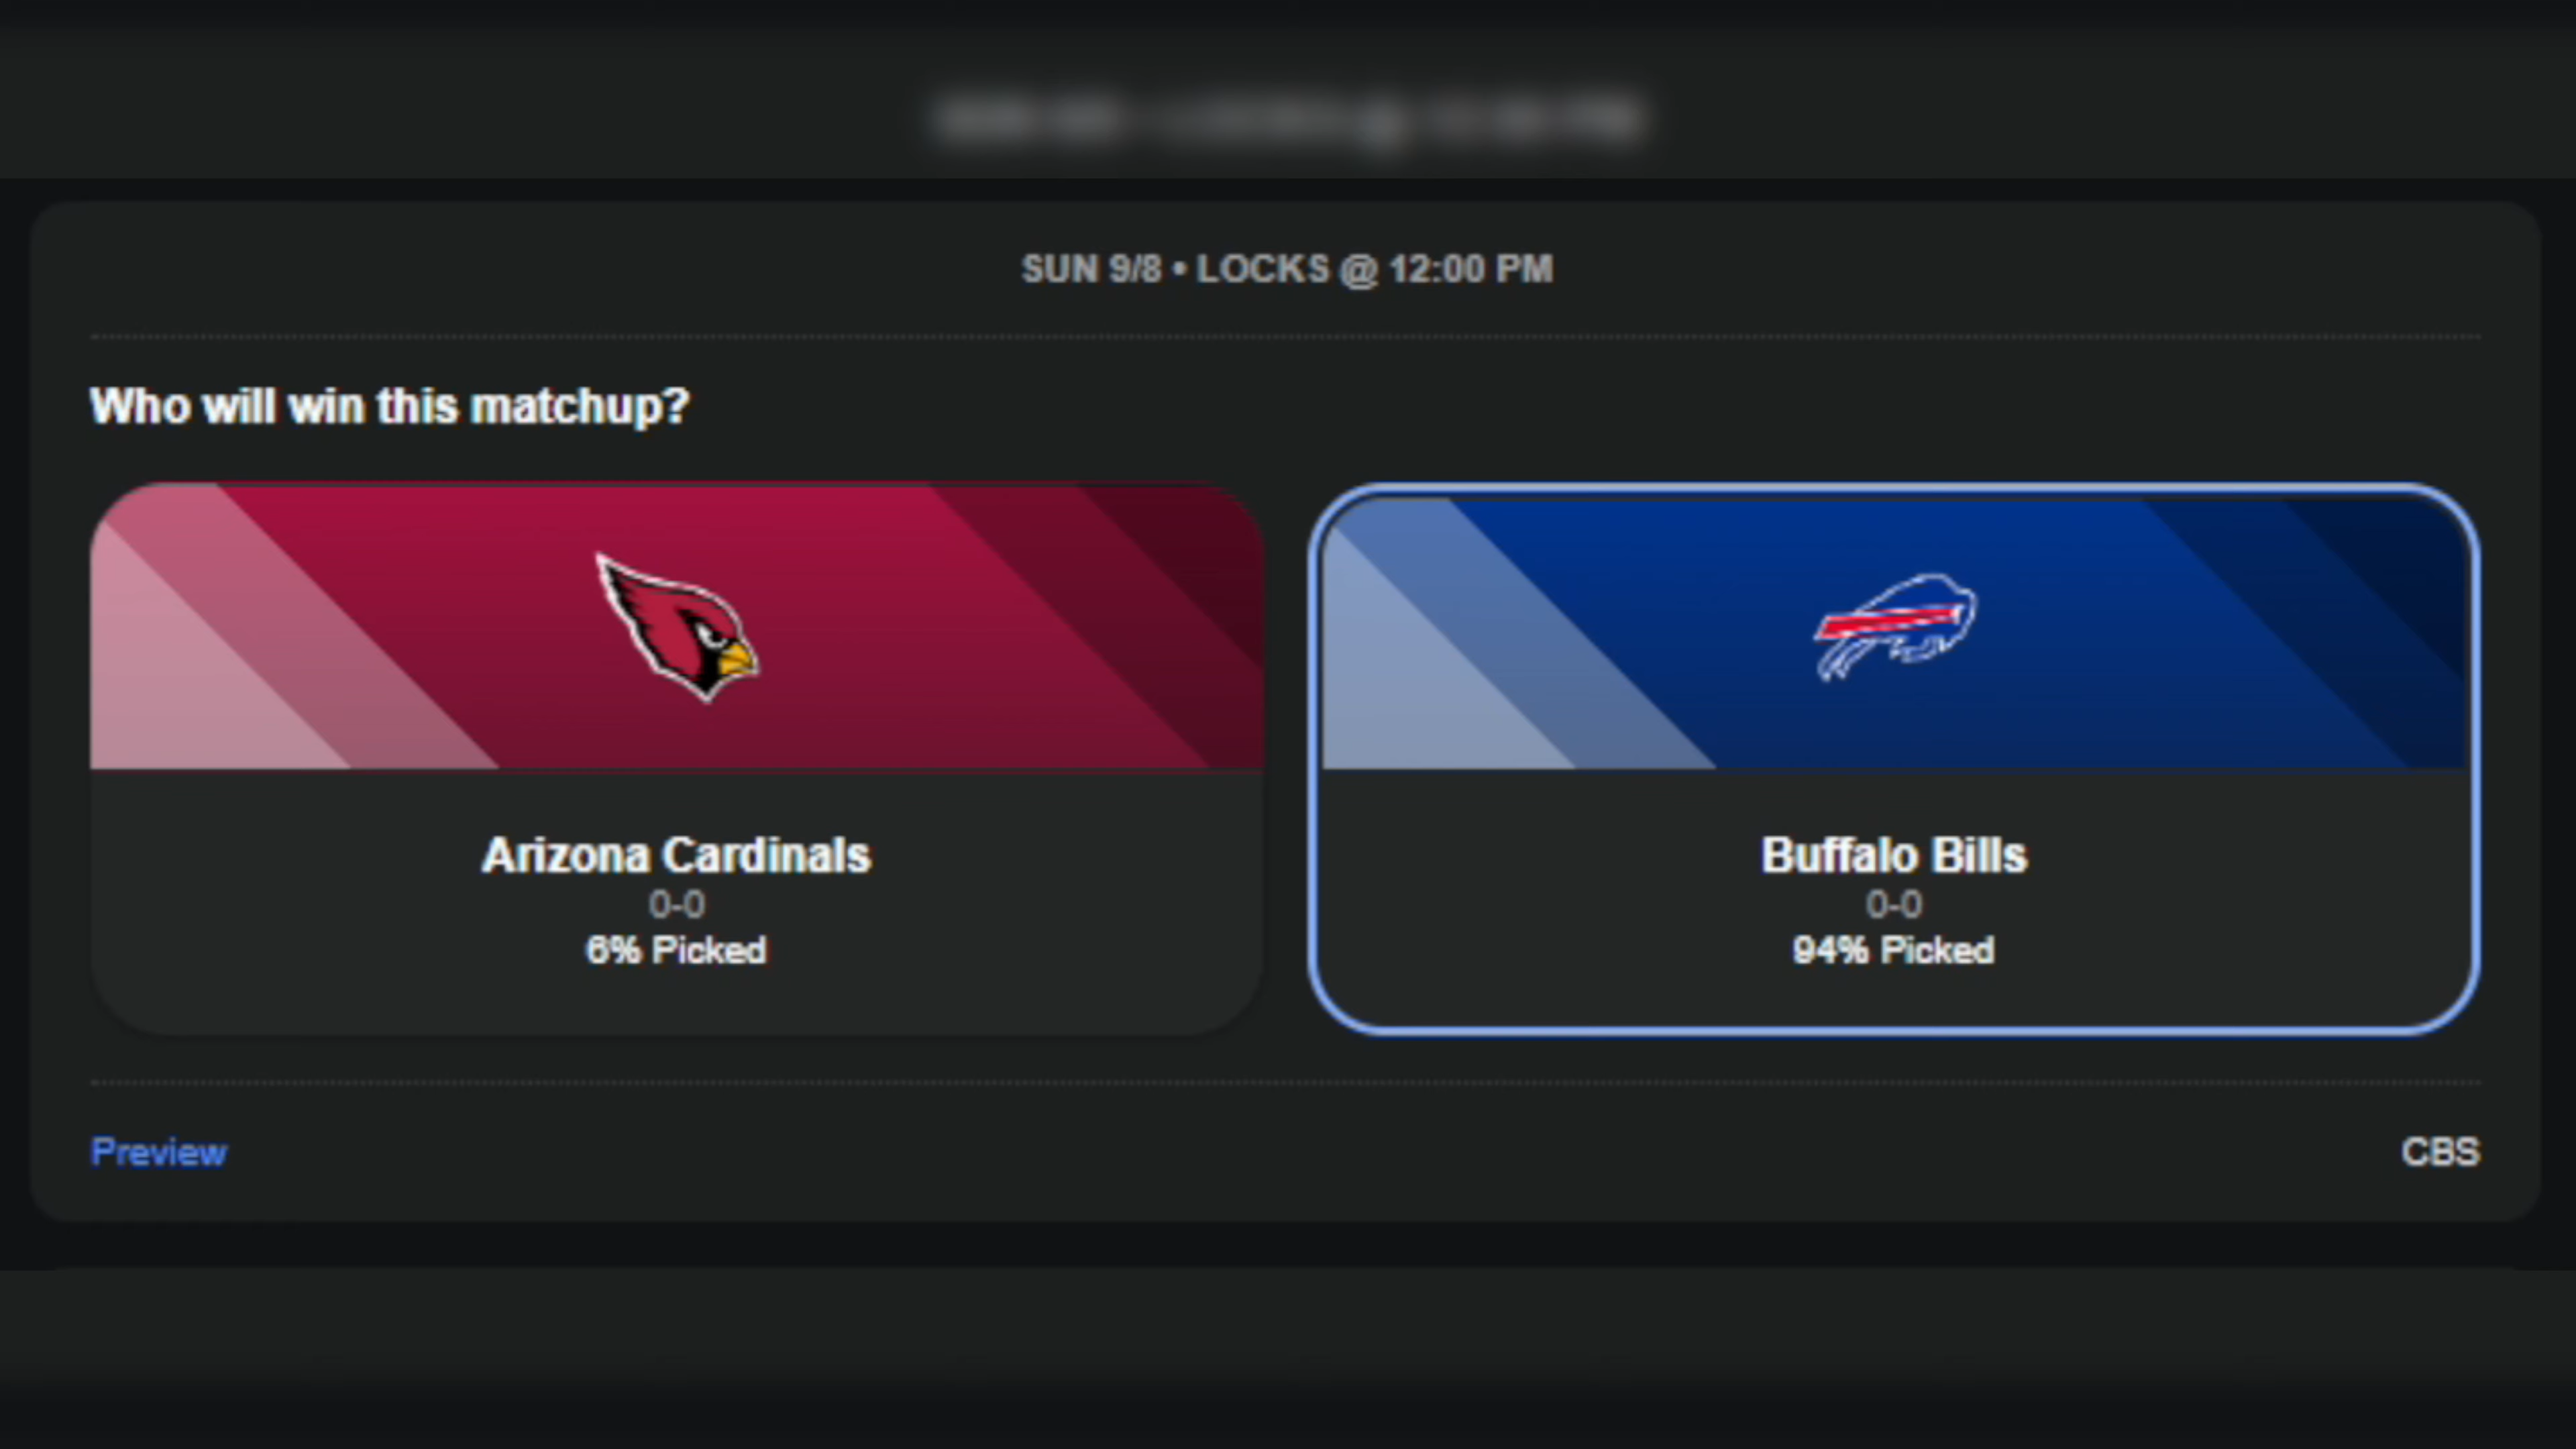 SUN 9/8 • LOCKS @ 12:00 PM
Who will win this matchup?
Arizona Cardinals
0-0
6% Picked
Buffalo Bills
0-0
94% Picked
Preview
CBS